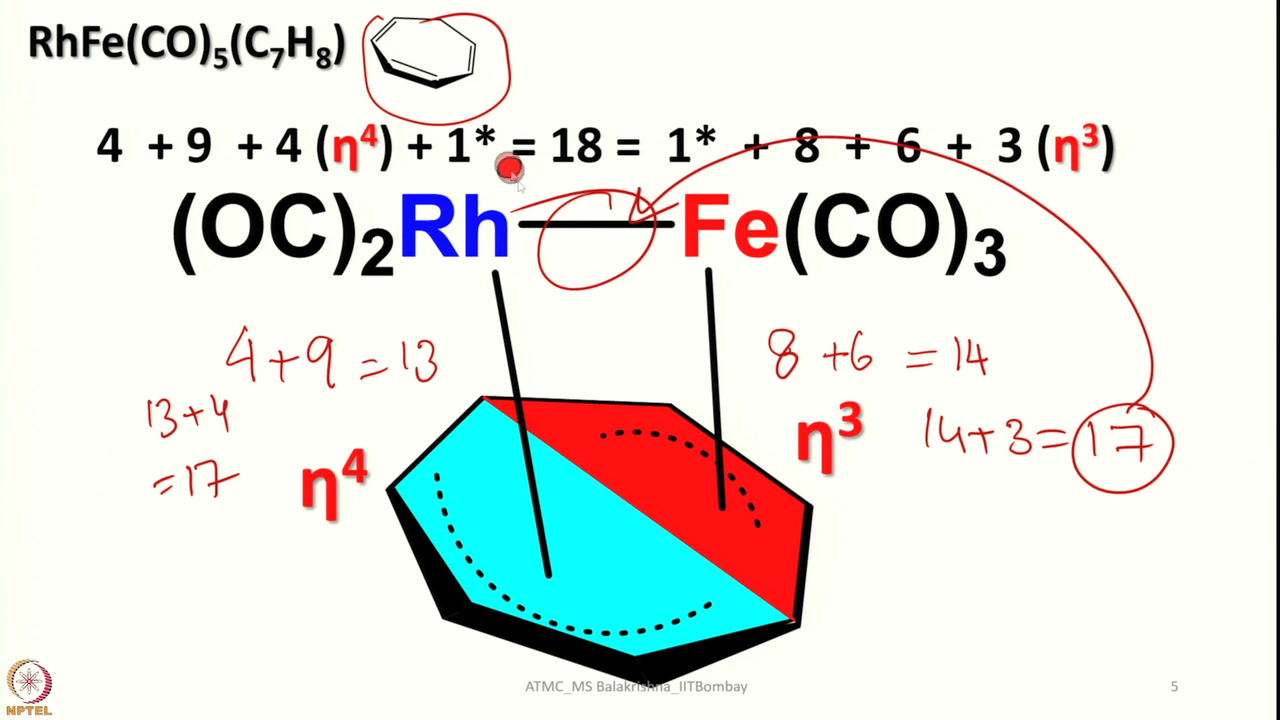 RhFe(CO)₅(C₇H₈)
4 + 9 + 4 (η⁴) + 1* = 18 = 1* + 8 + 6 + 3 (η³)
(OC)₂Rh—Fe(CO)₃
4+9 =13
8 +6 =14
13+4
=17
η⁴
η³
14+3=17
ATMC_MS Balakrishna_IITBombay
5
NPTEL